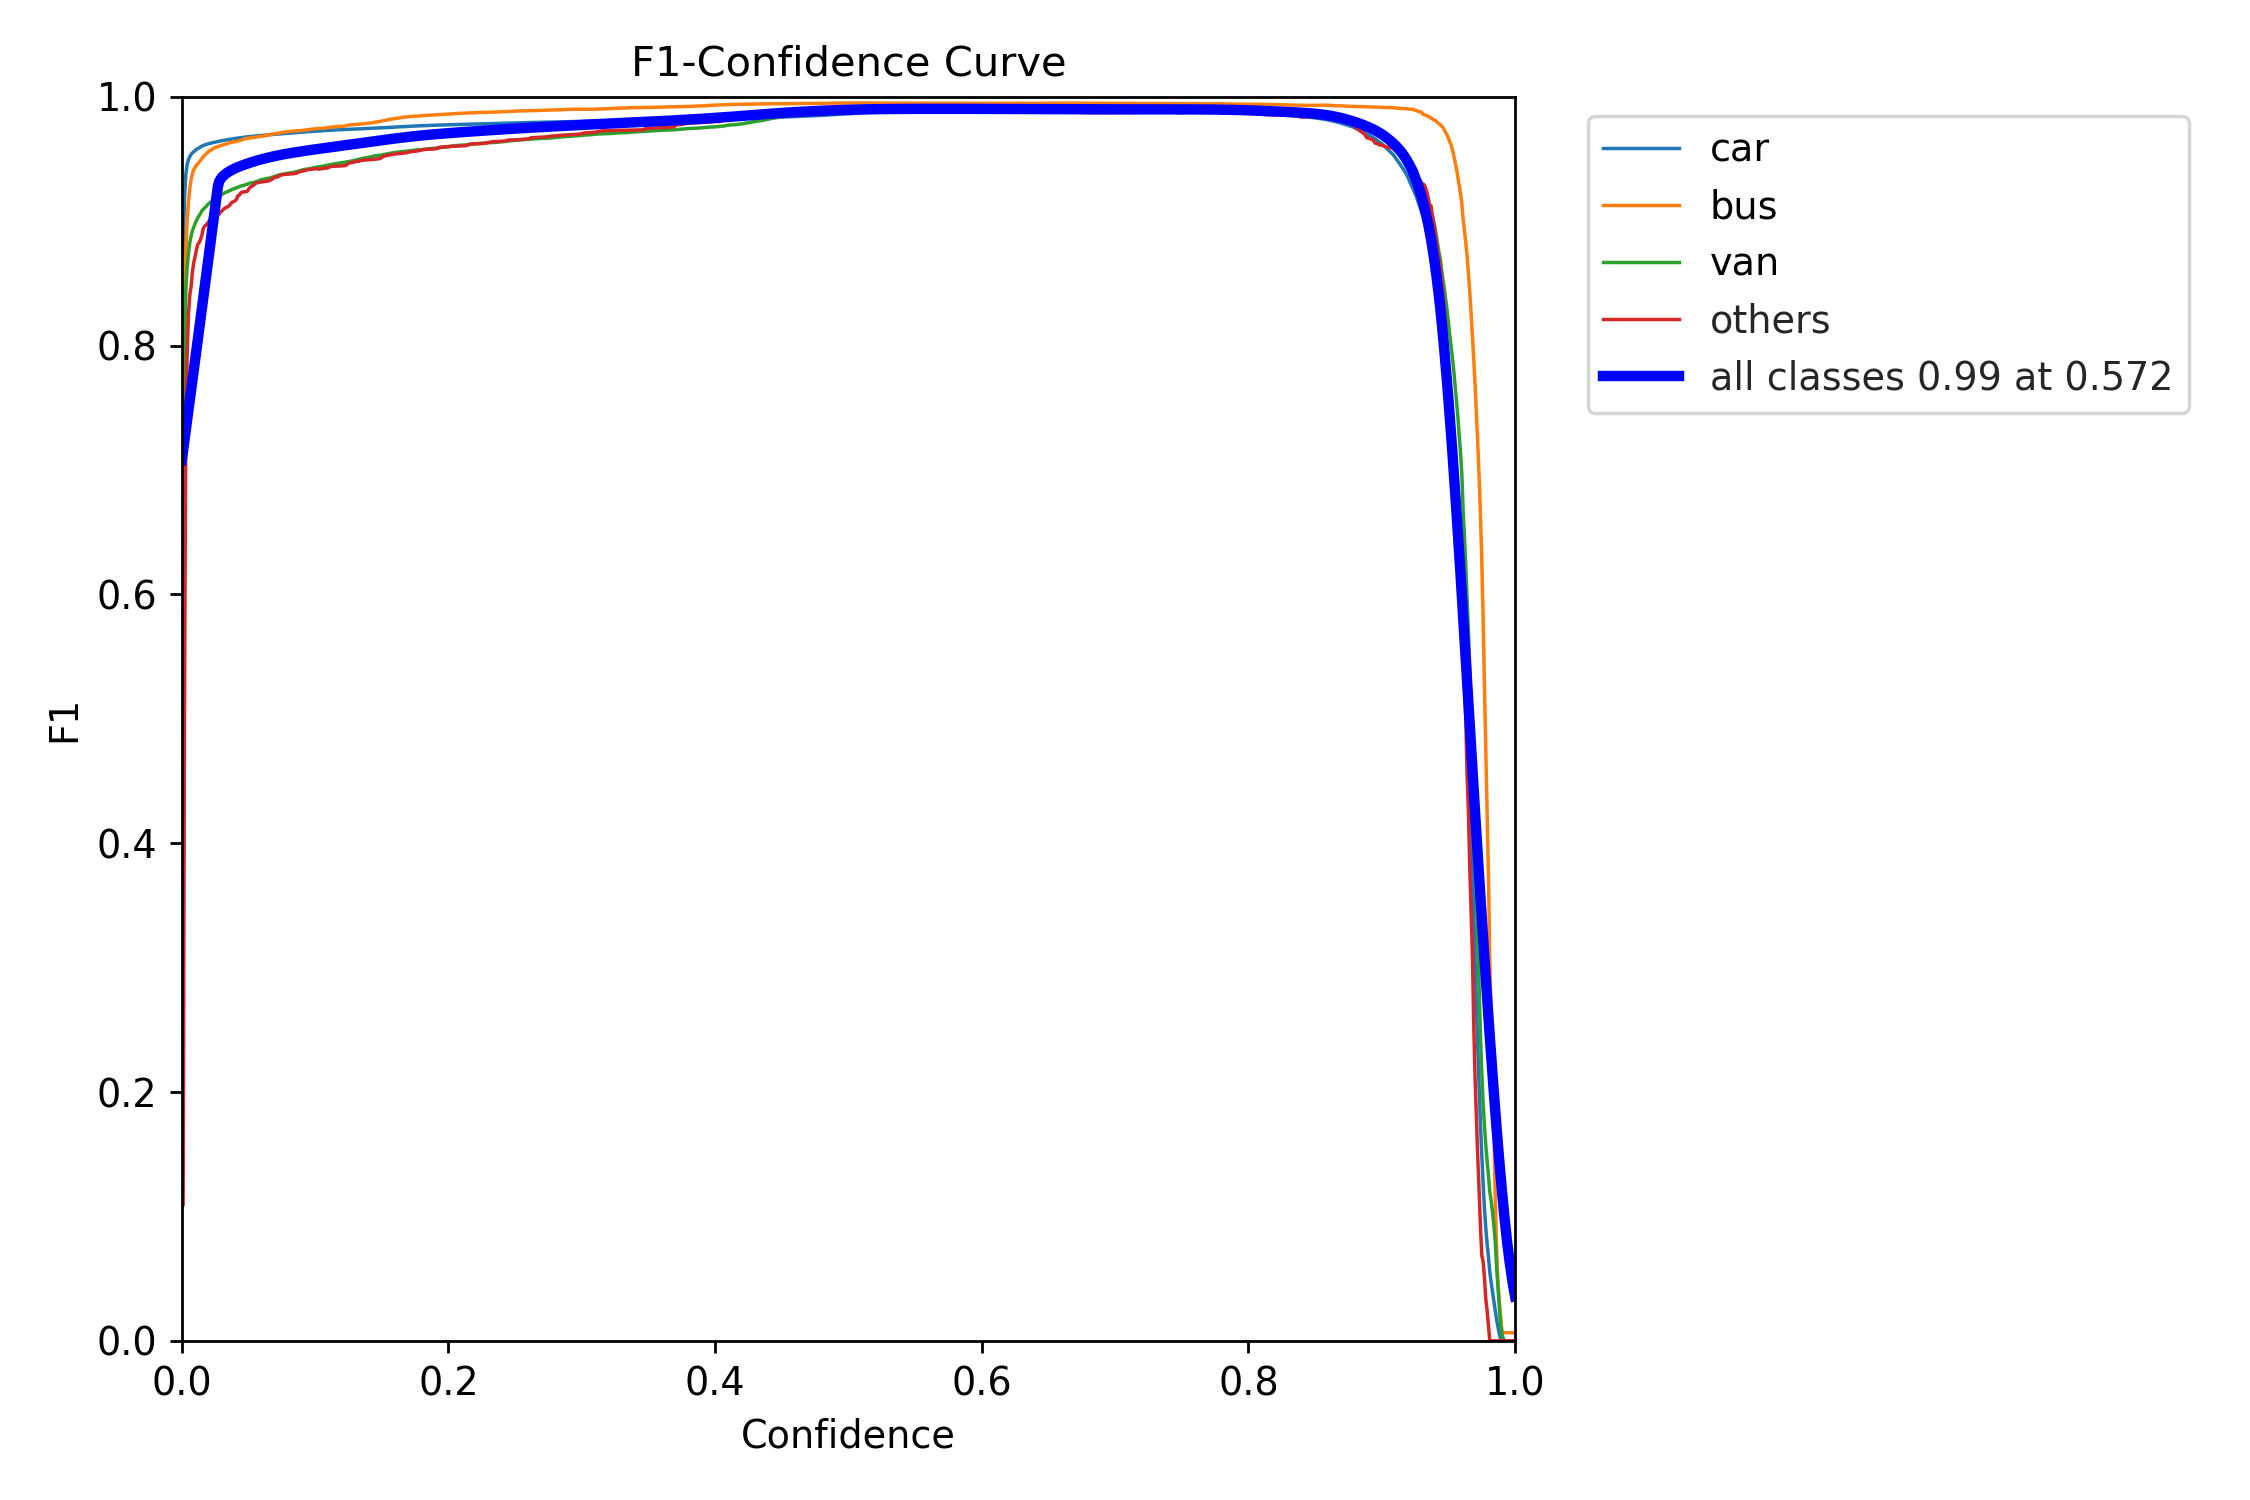 F1-Confidence Curve
1.0
0.8
0.6
0.4
0.2
0.0
F1
0.0 0.2 0.4 0.6 0.8 1.0
Confidence
car
bus
van
others
all classes 0.99 at 0.572